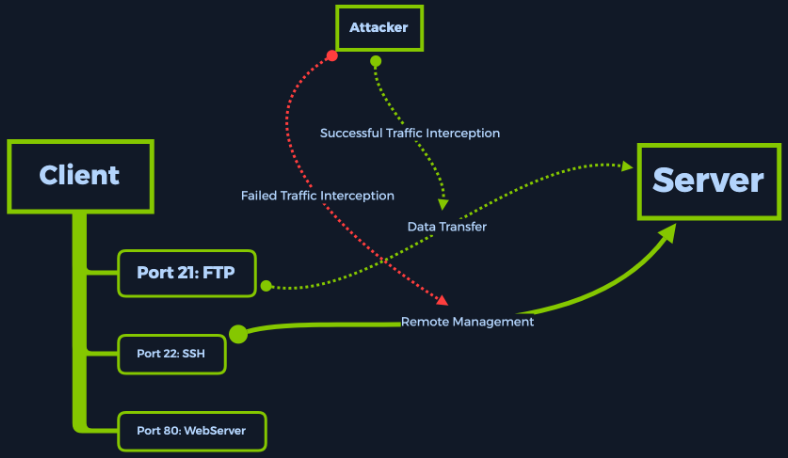 Attacker
Successful Traffic Interception
Client
Server
Failed Traffic Interception
Data Transfer
Port 21: FTP
Remote Management
Port 22: SSH
Port 80: WebServer